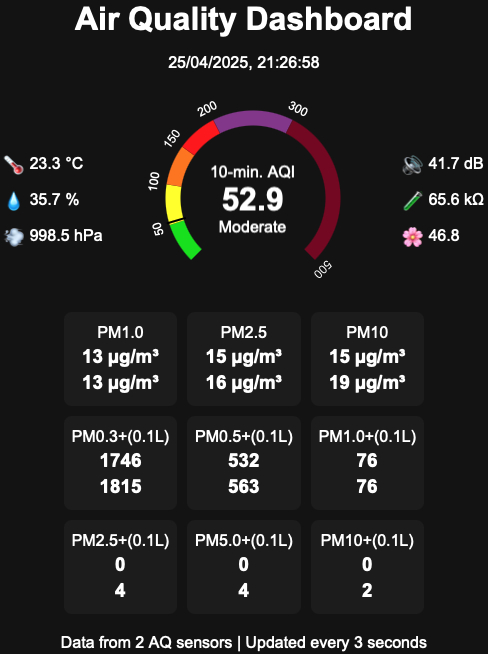 Air Quality Dashboard
25/04/2025, 21:26:58
23.3 °C
35.7 %
998.5 hPa
50
100
150
200
300
500
10-min. AQI
52.9
Moderate
41.7 dB
65.6 kΩ
46.8
PM1.0
13 µg/m³
13 µg/m³
PM2.5
15 µg/m³
16 µg/m³
PM10
15 µg/m³
19 µg/m³
PM0.3+(0.1L)
1746
1815
PM0.5+(0.1L)
532
563
PM1.0+(0.1L)
76
76
PM2.5+(0.1L)
0
4
PM5.0+(0.1L)
0
4
PM10+(0.1L)
0
2
Data from 2 AQ sensors | Updated every 3 seconds